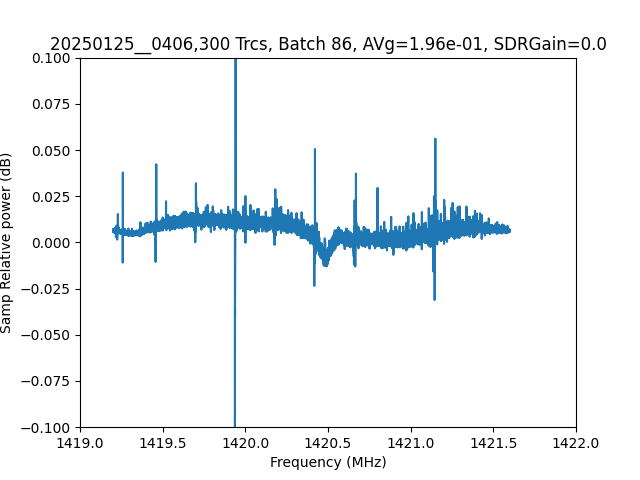 20250125__0406,300 Trcs, Batch 86, AVg=1.96e-01, SDRGain=0.0
0.100
0.075
0.050
0.025
0.000
−0.025
−0.050
−0.075
−0.100
Samp Relative power (dB)
1419.0 1419.5 1420.0 1420.5 1421.0 1421.5 1422.0
Frequency (MHz)